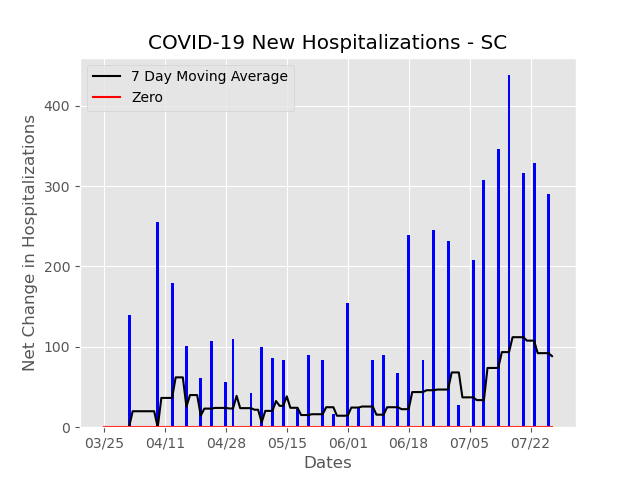 COVID-19 New Hospitalizations - SC
7 Day Moving Average
Zero
Net Change in Hospitalizations
400
300
200
100
0
03/25 04/11 04/28 05/15 06/01 06/18 07/05 07/22
Dates